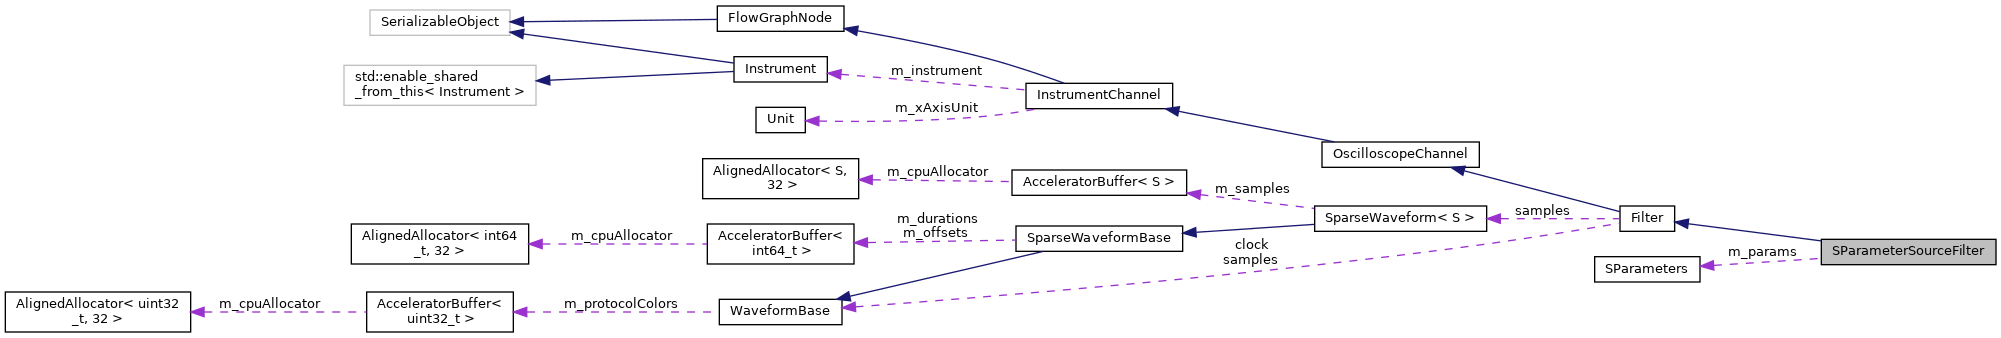 SerializableObject
FlowGraphNode
std::enable_shared
_from_this< Instrument >
Instrument
m_instrument
InstrumentChannel
Unit
m_xAxisUnit
OscilloscopeChannel
AlignedAllocator< S,
32 >
m_cpuAllocator
AcceleratorBuffer< S >
m_samples
SparseWaveform< S >
samples
Filter
AlignedAllocator< int64
_t, 32 >
m_cpuAllocator
AcceleratorBuffer<
int64_t >
m_durations
m_offsets
SparseWaveformBase
clock
samples
SParameters
m_params
SParameterSourceFilter
AlignedAllocator< uint32
_t, 32 >
m_cpuAllocator
AcceleratorBuffer<
uint32_t >
m_protocolColors
WaveformBase